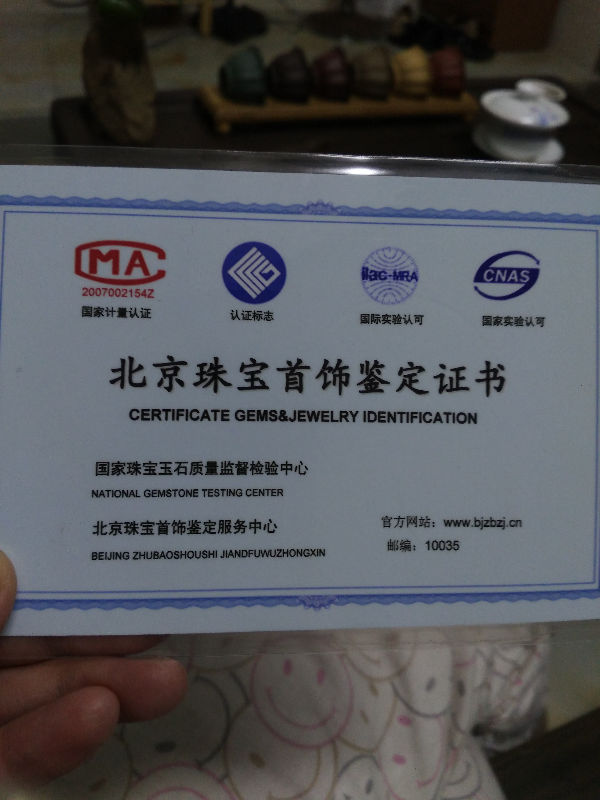 CMA
2007002154Z
国家计量认证
认证标志
ilac-MRA
国际实验认可
CNAS
国家实验认可
北京珠宝首饰鉴定证书
CERTIFICATE GEMS&JEWELRY IDENTIFICATION
国家珠宝玉石质量监督检验中心
NATIONAL GEMSTONE TESTING CENTER
北京珠宝首饰鉴定服务中心
BEIJING ZHUBAOSHOUSHI JIANDFUWUZHONGXIN
官方网站：www.bjzbzj.cn
邮编：10035